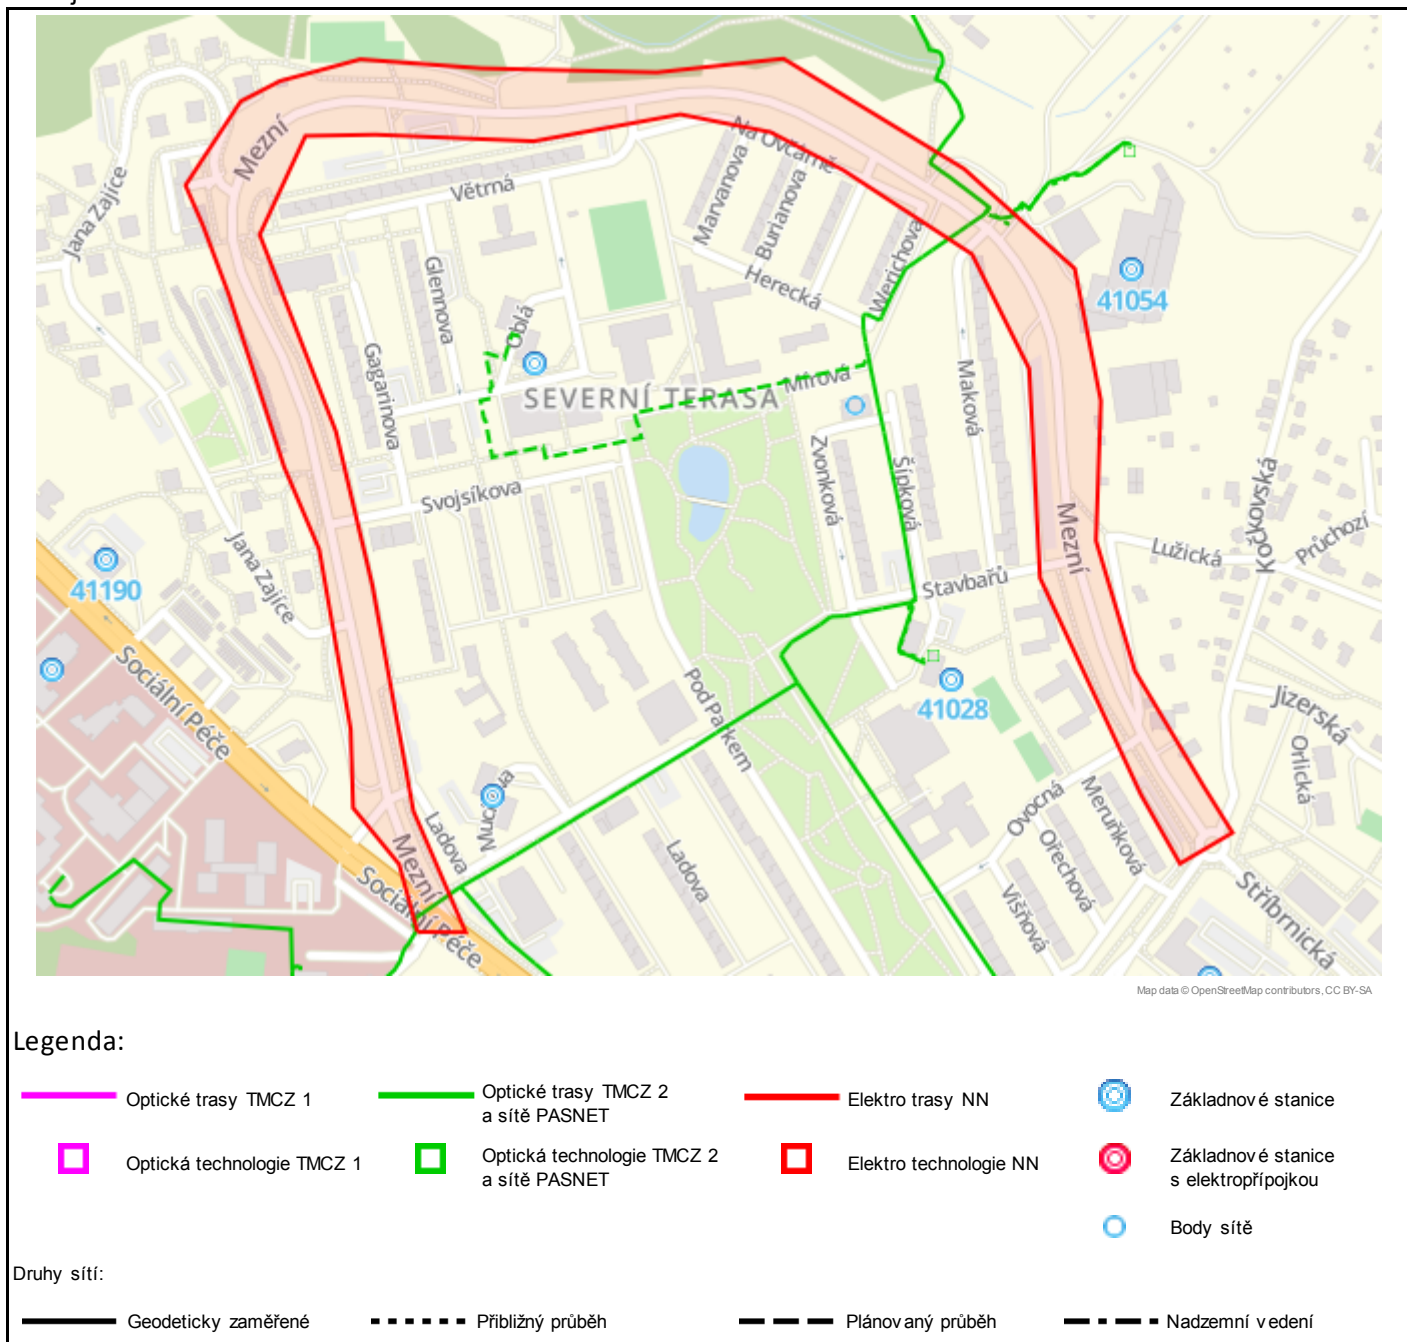 Mezní
Na Ovčárně
Jana Zajíce
Větrná
Marvanova
Burianova
Werichova
Glennova
Herecká
41054
Oblá
Gagarinova
SEVERNÍ TERASA
Mírová
Maková
Zvonková
Šípková
Svojsíkova
Kočkovská
Průchozí
Mezní
Lužická
Jana Zajíce
Stavbařů
41190
Sociální Péče
Pod Parkem
41028
Jizerská
Orlická
Ovocná
Meruňková
Ladova
Mezní
Ladova
Ořechová
Višňová
Stříbrnická
Sociální Péče
Map data © OpenStreetMap contributors, CC BY-SA
Legenda:
Optické trasy TMCZ 1
Optické trasy TMCZ 2
a sítě PASNET
Elektro trasy NN
Základnové stanice
Optická technologie TMCZ 1
Optická technologie TMCZ 2
a sítě PASNET
Elektro technologie NN
Základnové stanice
s elektropřípojkou
Body sítě
Druhy sítí:
Geodeticky zaměřené
Přibližný průběh
Plánovaný průběh
Nadzemní vedení